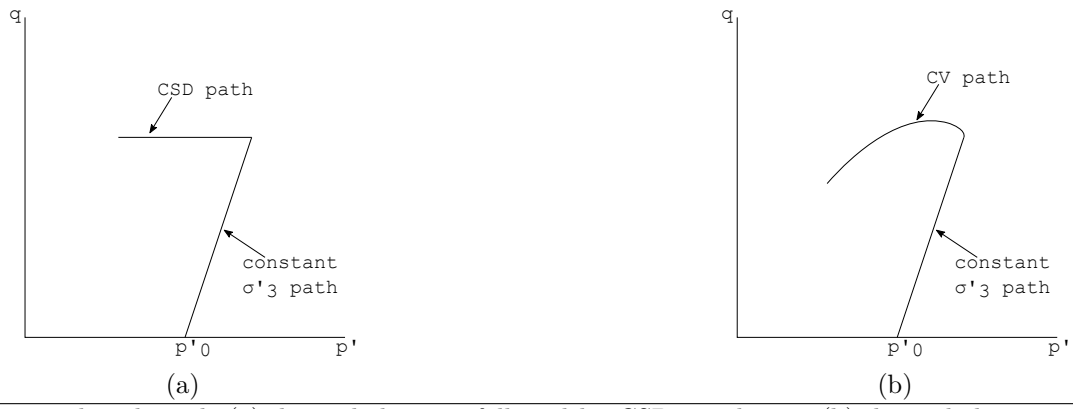 q
CSD path
constant
σ'3 path
p'0
p'
(a)
q
CV path
constant
σ'3 path
p'0
p'
(b)